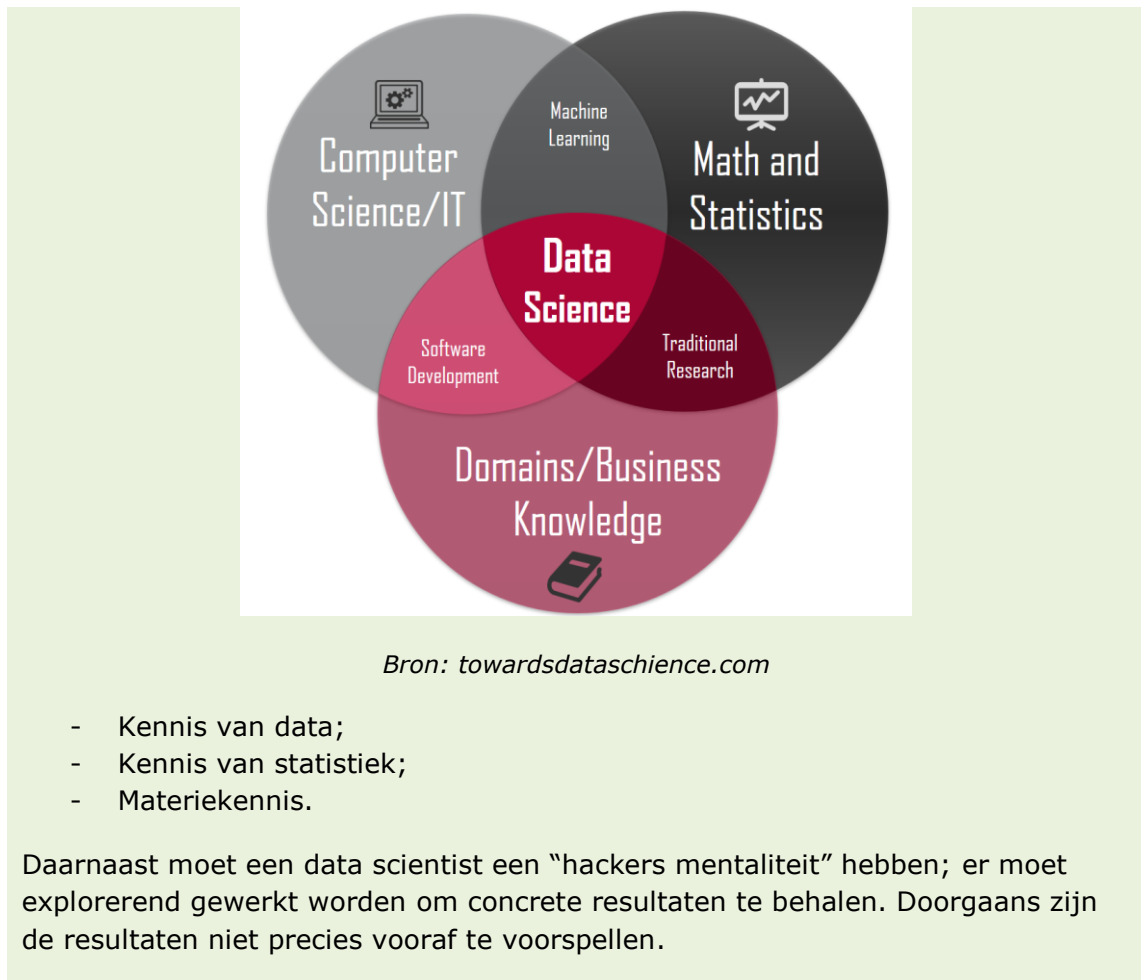 Machine
Learning
Computer
Science/IT
Math and
Statistics
Data
Science
Software
Development
Traditional
Research
Domains/Business
Knowledge
Bron: towardsdataschience.com
- Kennis van data;
- Kennis van statistiek;
- Materiekennis.
Daarnaast moet een data scientist een “hackers mentaliteit” hebben; er moet
explorerend gewerkt worden om concrete resultaten te behalen. Doorgaans zijn
de resultaten niet precies vooraf te voorspellen.